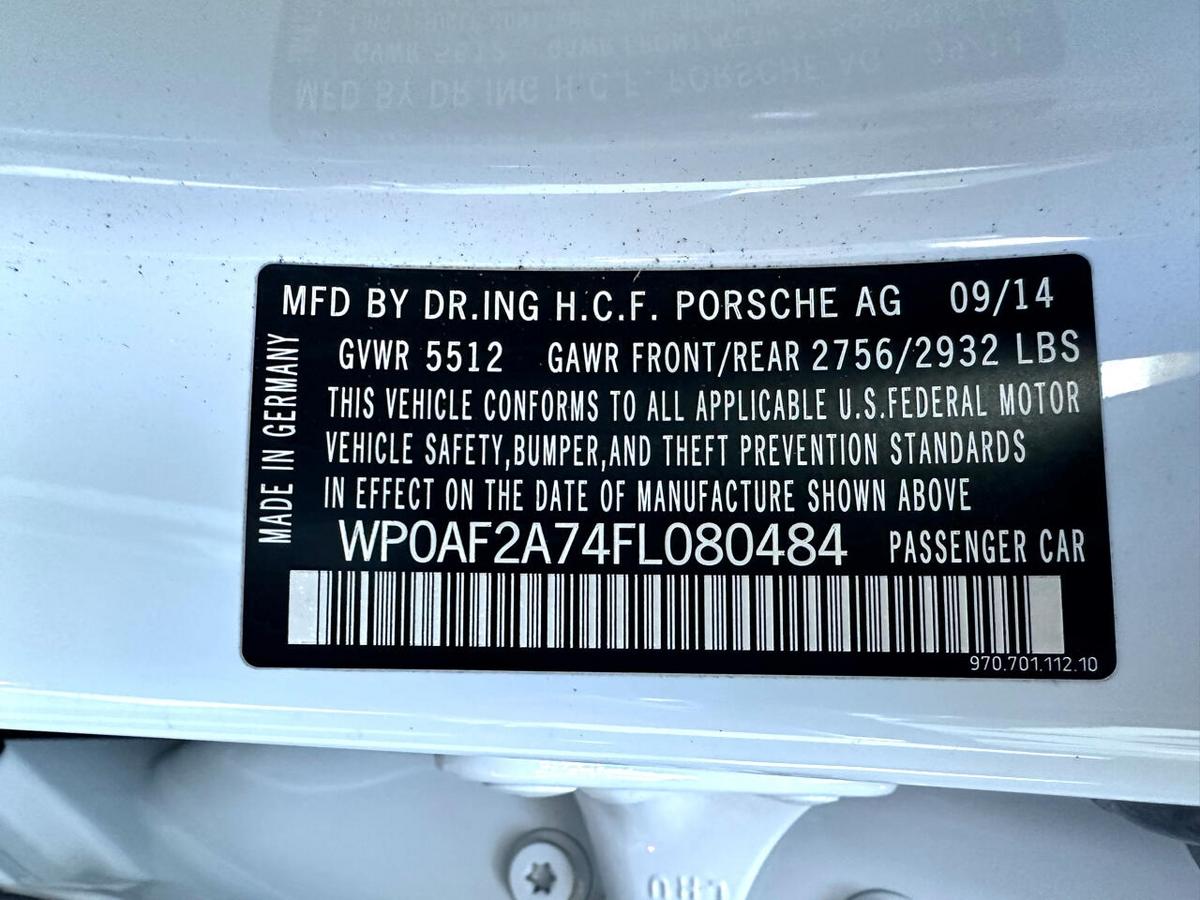 MFD BY DR.ING H.C.F. PORSCHE AG 09/14
GVWR 5512 GAWR FRONT/REAR 2756/2932 LBS
THIS VEHICLE CONFORMS TO ALL APPLICABLE U.S.FEDERAL MOTOR
VEHICLE SAFETY,BUMPER,AND THEFT PREVENTION STANDARDS
IN EFFECT ON THE DATE OF MANUFACTURE SHOWN ABOVE
MADE IN GERMANY
WP0AF2A74FL080484 PASSENGER CAR
970.701.112.10